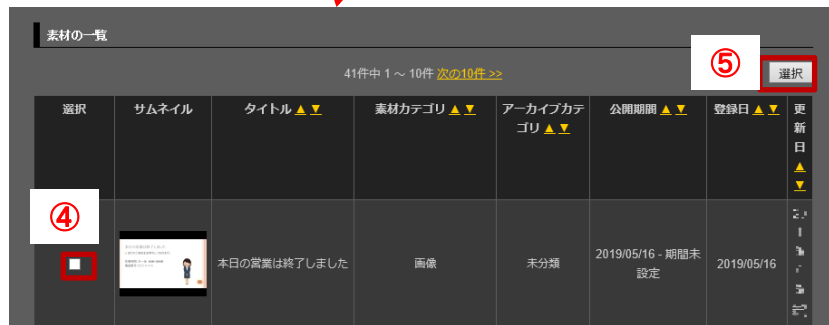 素材の一覧
41件中 1 ～ 10件 次の10件 >>
⑤
選択
選択 サムネイル タイトル ▲ ▼ 素材カテゴリ ▲ ▼ アーカイブカテゴリ ▲ ▼ 公開期間 ▲ ▼ 登録日 ▲ ▼ 更新日 ▲ ▼
④
本日の営業は終了しました 画像 未分類 2019/05/16 - 期間未設定 2019/05/16